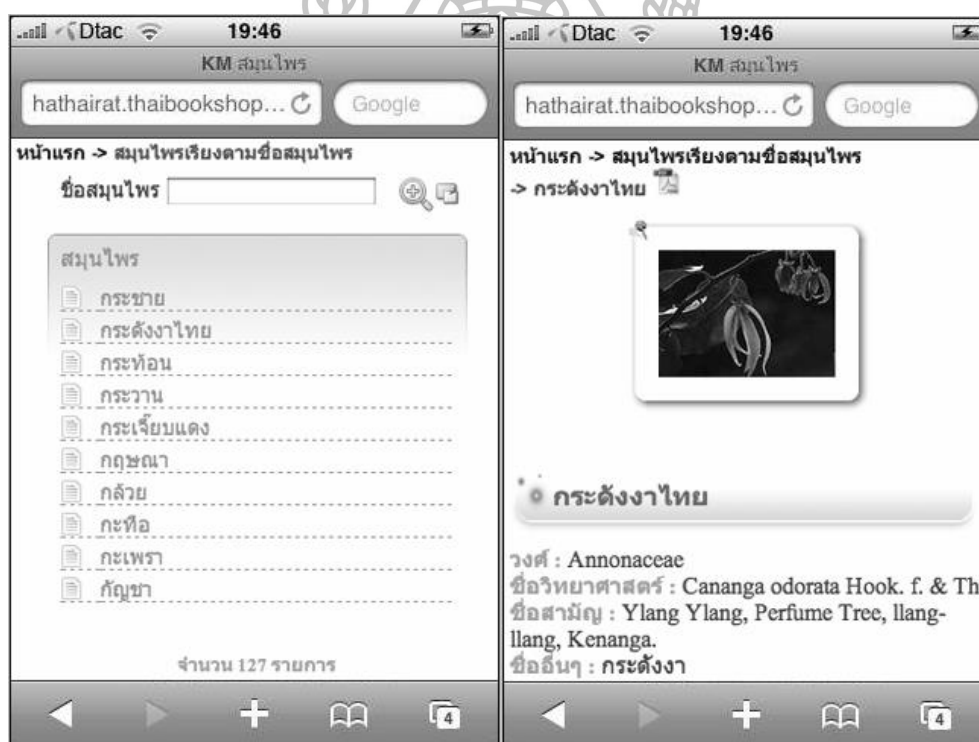 Dtac 19:46
KM สมุนไพร
hathairat.thaibookshop... Google
หน้าแรก -> สมุนไพรเรียงตามชื่อสมุนไพร
ชื่อสมุนไพร
สมุนไพร
กระชาย
กระดังงาไทย
กระท้อน
กระวาน
กระเจี๊ยบแดง
กฤษณา
กล้วย
กะทือ
กะเพรา
กัญชา
จำนวน 127 รายการ
4
Dtac 19:46
KM สมุนไพร
hathairat.thaibookshop... Google
หน้าแรก -> สมุนไพรเรียงตามชื่อสมุนไพร
-> กระดังงาไทย
กระดังงาไทย
วงศ์ : Annonaceae
ชื่อวิทยาศาสตร์ : Cananga odorata Hook. f. & Th
ชื่อสามัญ : Ylang Ylang, Perfume Tree, llang-
llang, Kenanga.
ชื่ออื่นๆ : กระดังงา
4